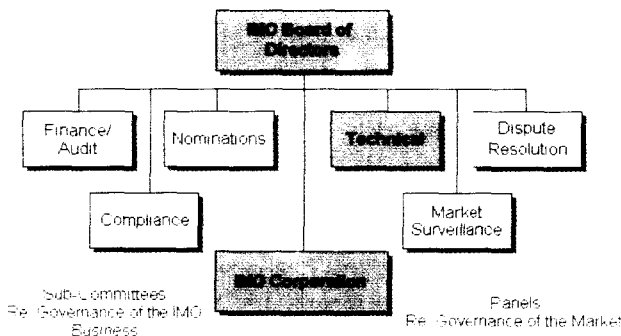 IMO Board of
Directors
Finance/
Audit
Nominations
Technical
Dispute
Resolution
Compliance
Market
Surveillance
IMO Corporation
Sub-Committees
Re: Governance of the IMO
Business
Panels
Re: Governance of the Market